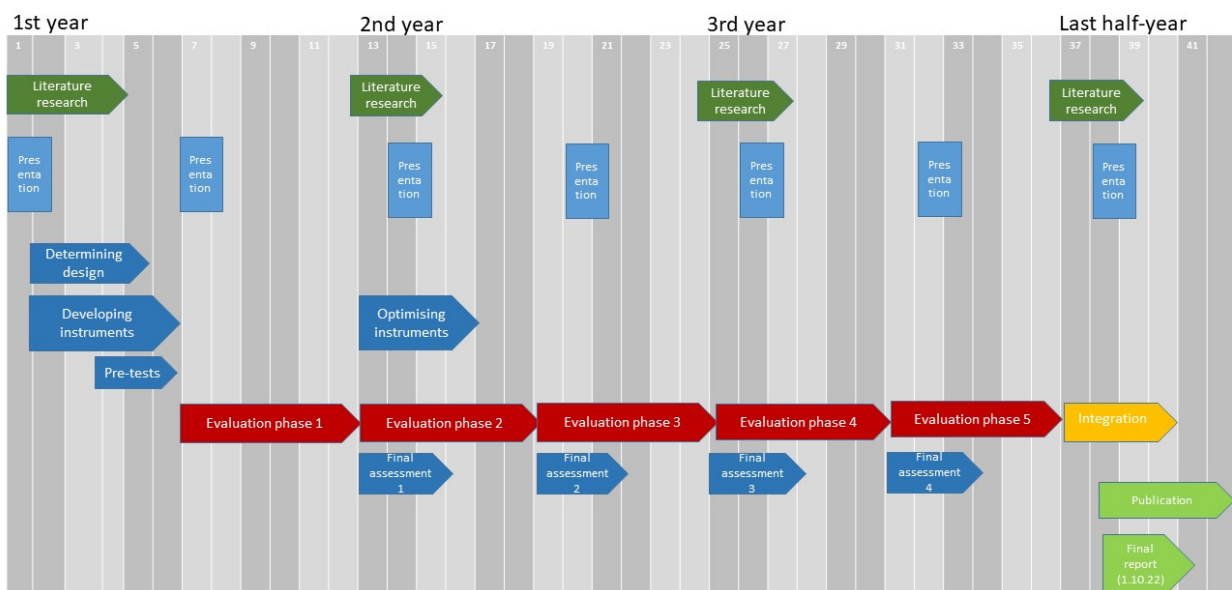 1st year
2nd year
3rd year
Last half-year
1
3
5
7
9
11
13
15
17
19
21
23
25
27
29
31
33
35
37
39
41
Literature
research
Literature
research
Literature
research
Literature
research
Pres
enta
tion
Pres
enta
tion
Pres
enta
tion
Pres
enta
tion
Pres
enta
tion
Pres
enta
tion
Pres
enta
tion
Determining
design
Developing
instruments
Optimising
instruments
Pre-tests
Evaluation phase 1
Evaluation phase 2
Evaluation phase 3
Evaluation phase 4
Evaluation phase 5
Integration
Final
assessment
1
Final
assessment
2
Final
assessment
3
Final
assessment
4
Publication
Final
report
(1.10.22)